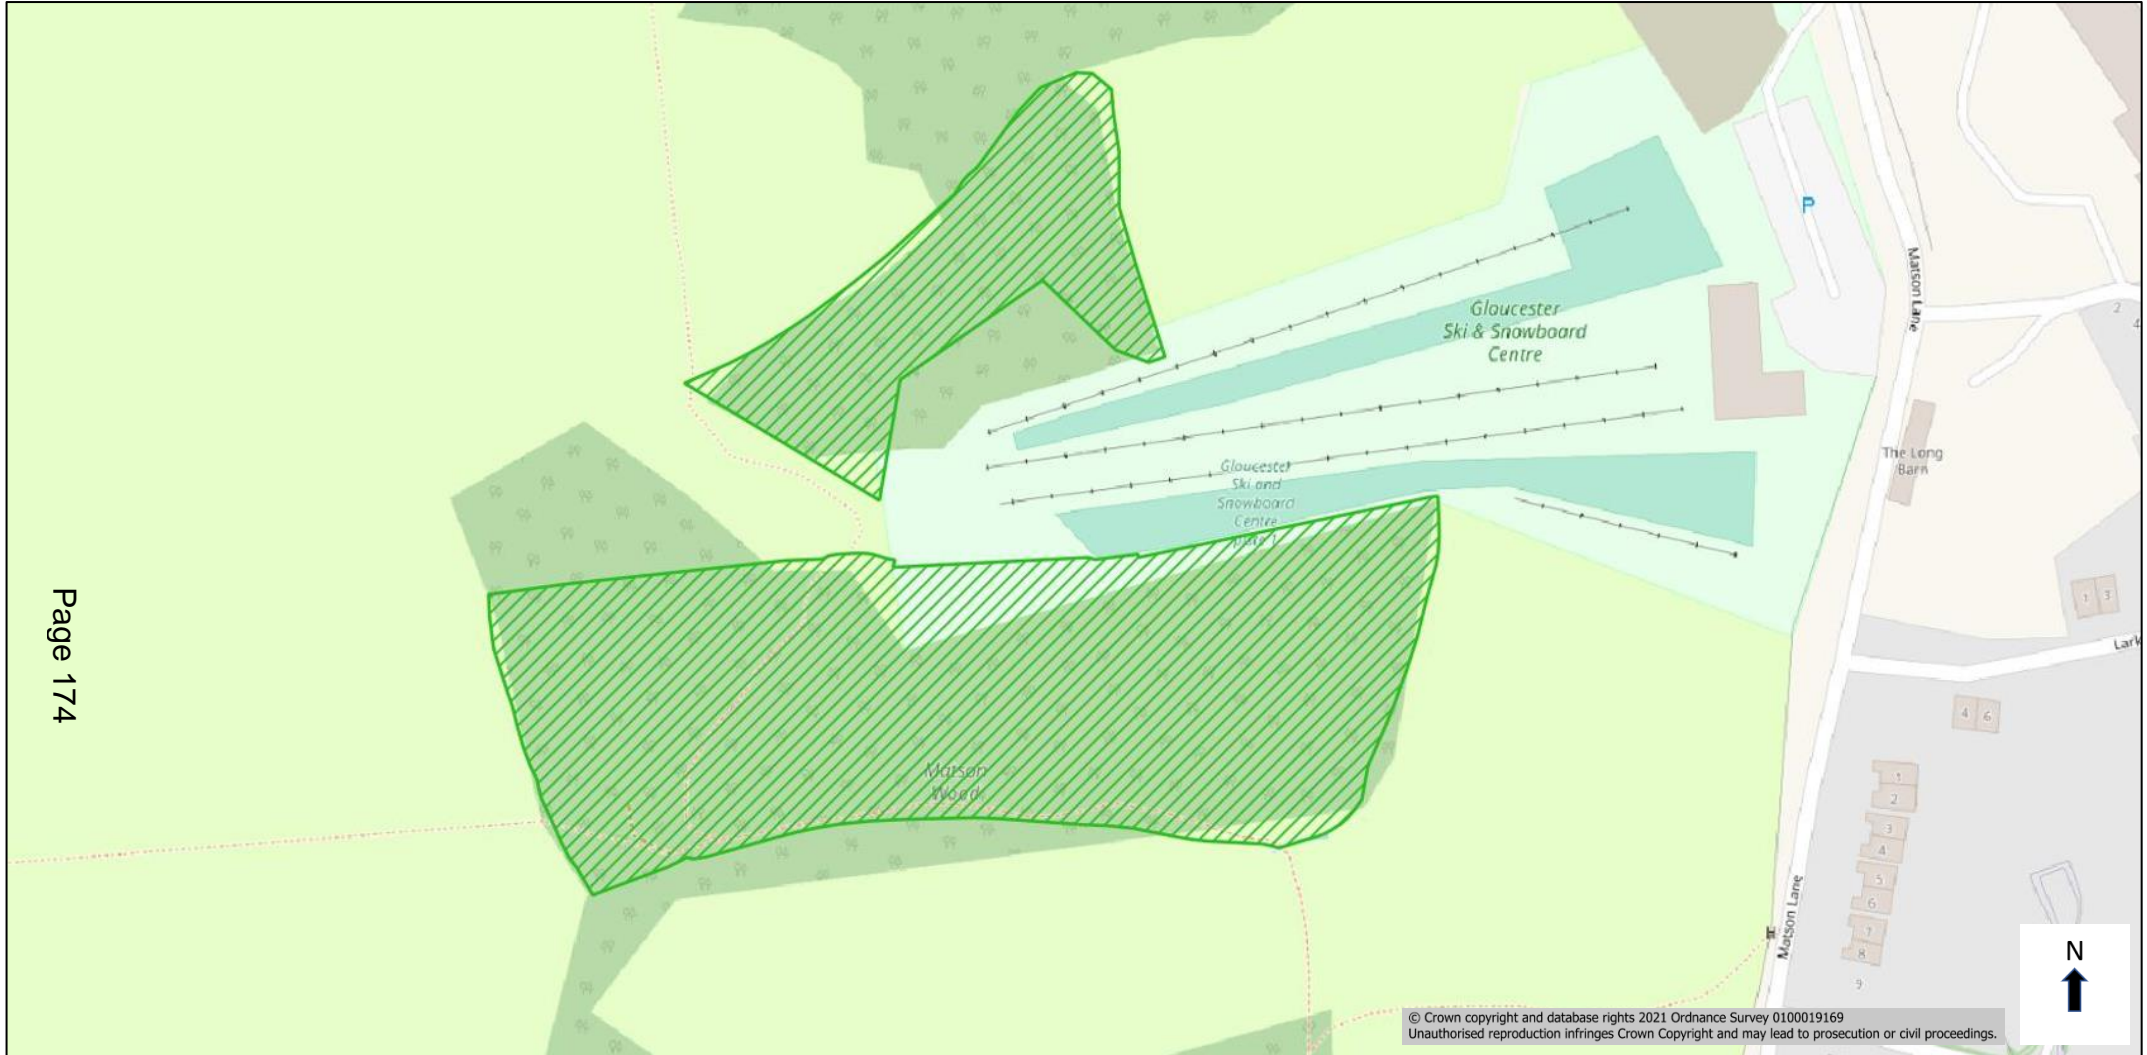 P
Matson Lane
Gloucester
Ski & Snowboard
Centre
2
4
The Long
Barn
Gloucester
Ski and
Snowboard
Centre
1
3
Page 174
Lark
4
6
Matson
Wood
1
2
3
4
5
6
7
8
9
Matson Lane
N
© Crown copyright and database rights 2021 Ordnance Survey 0100019169
Unauthorised reproduction infringes Crown Copyright and may lead to prosecution or civil proceedings.